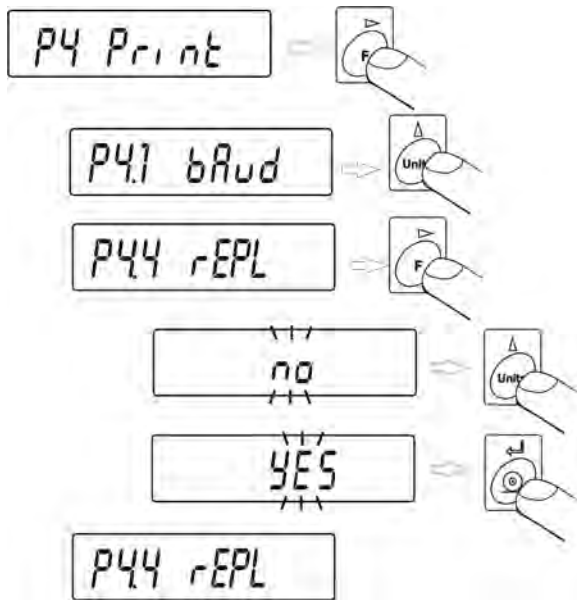 P4 Print
F
P4.1 bAud
Unit
P4.4 rEPL
F
no
Unit
YES
P4.4 rEPL